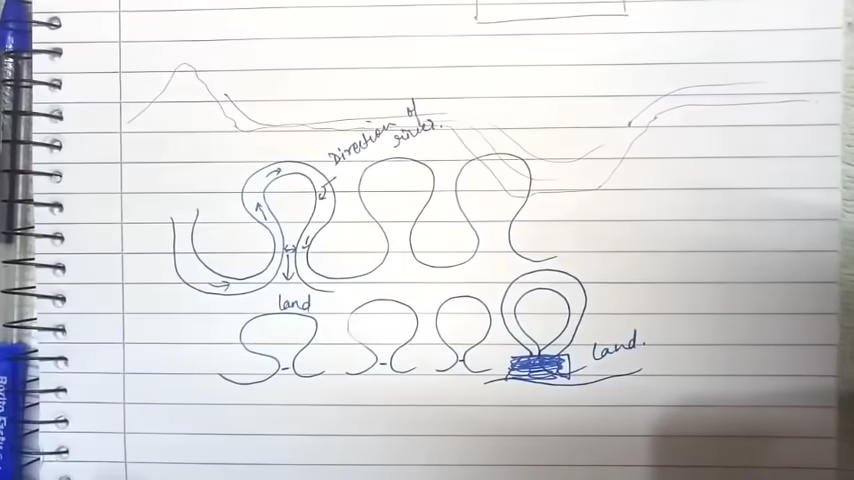 Direction of
river.
land
Land.